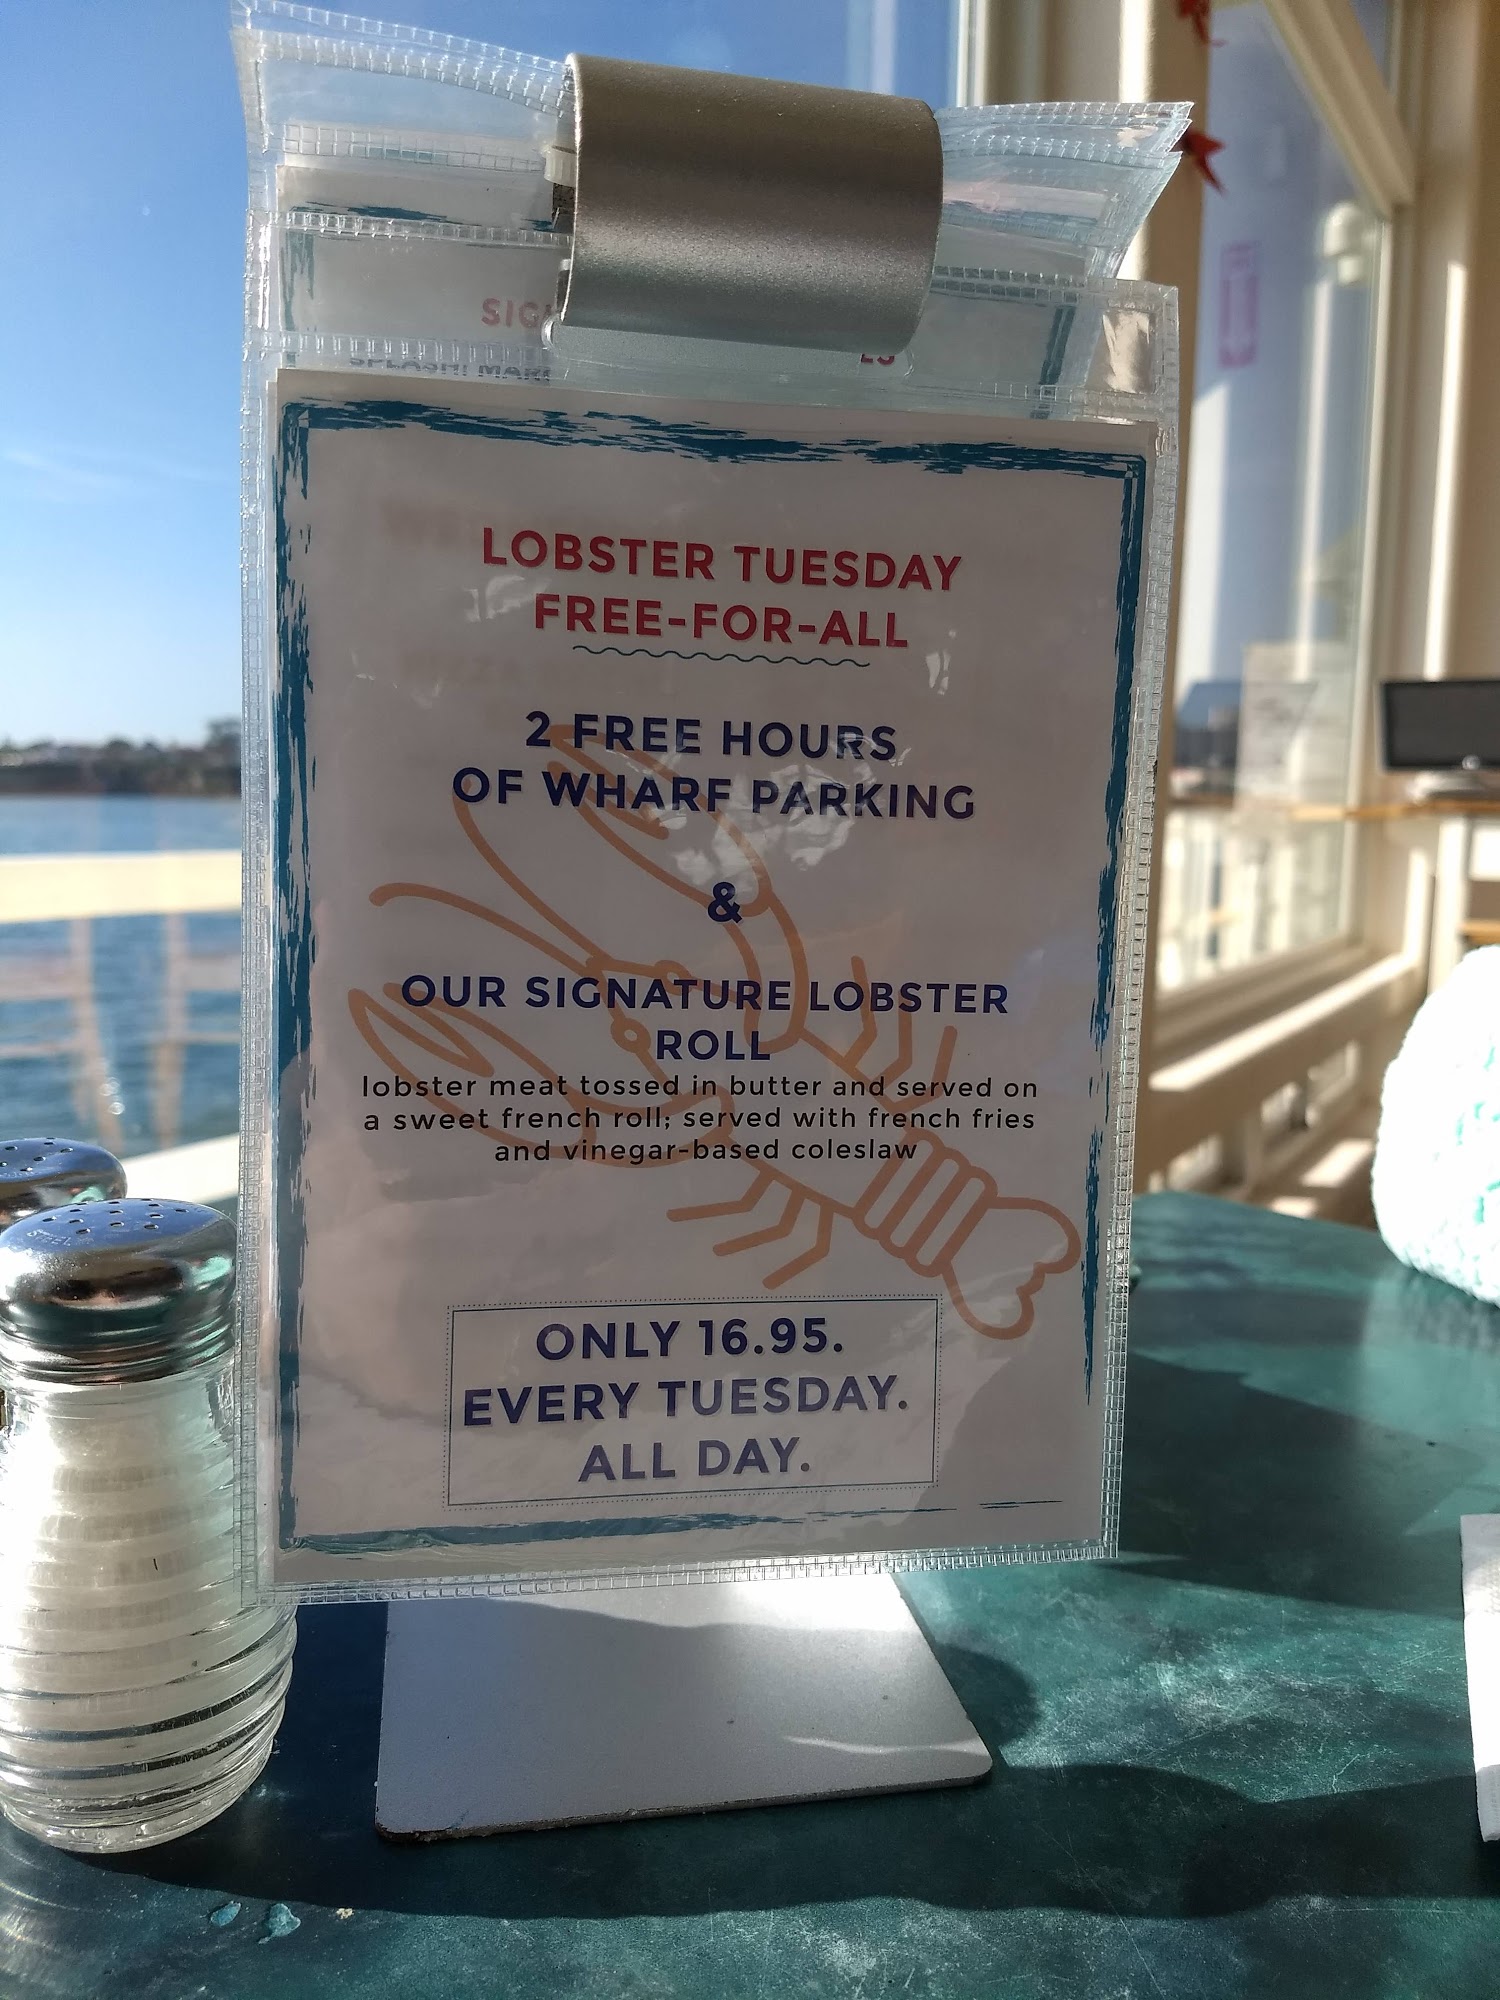 LOBSTER TUESDAY
FREE-FOR-ALL
2 FREE HOURS
OF WHARF PARKING
&
OUR SIGNATURE LOBSTER
ROLL
lobster meat tossed in butter and served on
a sweet french roll; served with french fries
and vinegar-based coleslaw
ONLY 16.95.
EVERY TUESDAY.
ALL DAY.